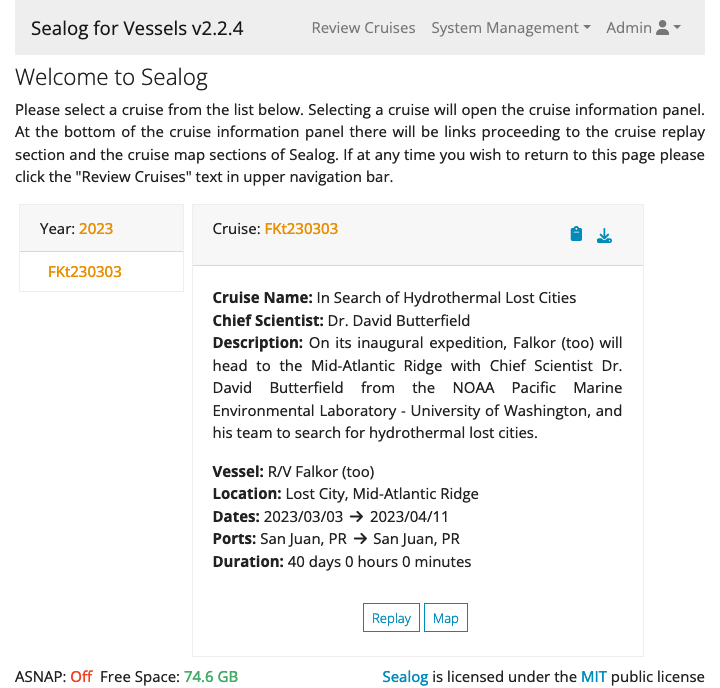 Sealog for Vessels v2.2.4 Review Cruises System Management Admin
Welcome to Sealog
Please select a cruise from the list below. Selecting a cruise will open the cruise information panel.
At the bottom of the cruise information panel there will be links proceeding to the cruise replay
section and the cruise map sections of Sealog. If at any time you wish to return to this page please
click the "Review Cruises" text in upper navigation bar.
Year: 2023
FKt230303
Cruise: FKt230303
Cruise Name: In Search of Hydrothermal Lost Cities
Chief Scientist: Dr. David Butterfield
Description: On its inaugural expedition, Falkor (too) will
head to the Mid-Atlantic Ridge with Chief Scientist Dr.
David Butterfield from the NOAA Pacific Marine
Environmental Laboratory - University of Washington, and
his team to search for hydrothermal lost cities.
Vessel: R/V Falkor (too)
Location: Lost City, Mid-Atlantic Ridge
Dates: 2023/03/03 → 2023/04/11
Ports: San Juan, PR → San Juan, PR
Duration: 40 days 0 hours 0 minutes
Replay Map
ASNAP: Off Free Space: 74.6 GB Sealog is licensed under the MIT public license